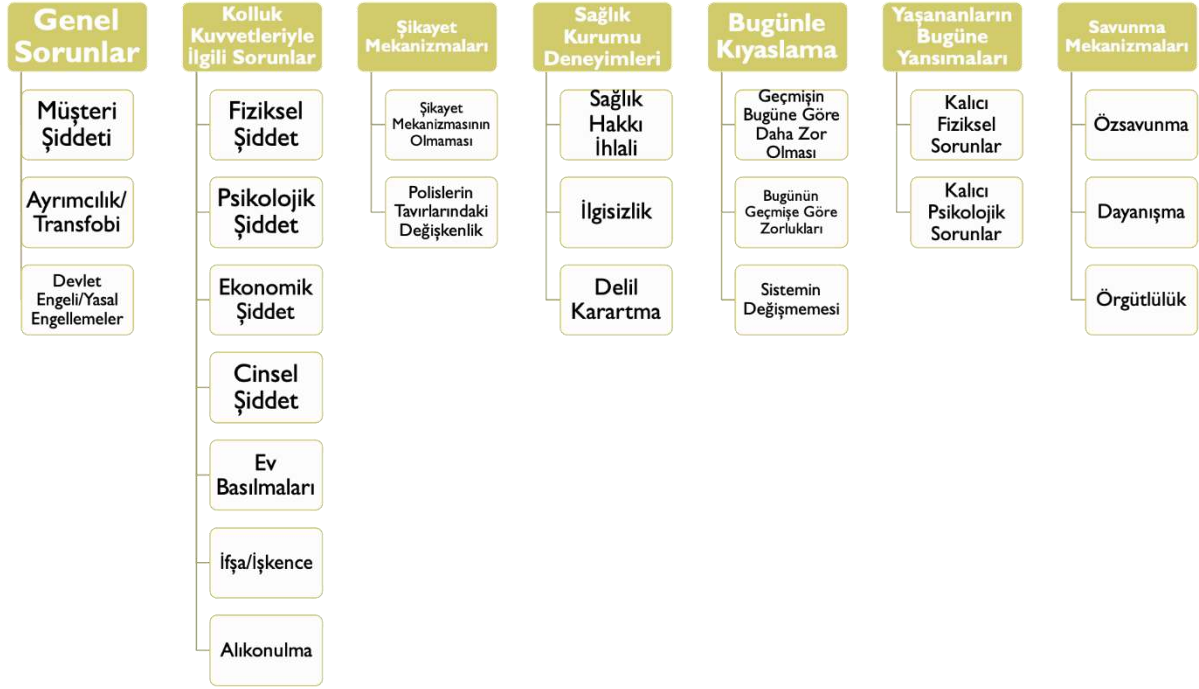 Genel
Sorunlar
Müşteri
Şiddeti
Ayrımcılık/
Transfobi
Devlet
Engeli/Yasal
Engellemeler
Kolluk
Kuvvetleriyle
İlgili Sorunlar
Fiziksel
Şiddet
Psikolojik
Şiddet
Ekonomik
Şiddet
Cinsel
Şiddet
Ev
Basılmaları
İfşa/İşkence
Alıkonulma
Şikayet
Mekanizmaları
Şikayet
Mekanizmasının
Olmaması
Polislerin
Tavırlarındaki
Değişkenlik
Sağlık
Kurumu
Deneyimleri
Sağlık
Hakkı
İhlali
İlgisizlik
Delil
Karartma
Bugünle
Kıyaslama
Geçmişin
Bugüne Göre
Daha Zor
Olması
Bugünün
Geçmişe Göre
Zorlukları
Sistemin
Değişmemesi
Yaşananların
Bugüne
Yansımaları
Kalıcı
Fiziksel
Sorunlar
Kalıcı
Psikolojik
Sorunlar
Savunma
Mekanizmaları
Özsavunma
Dayanışma
Örgütlülük